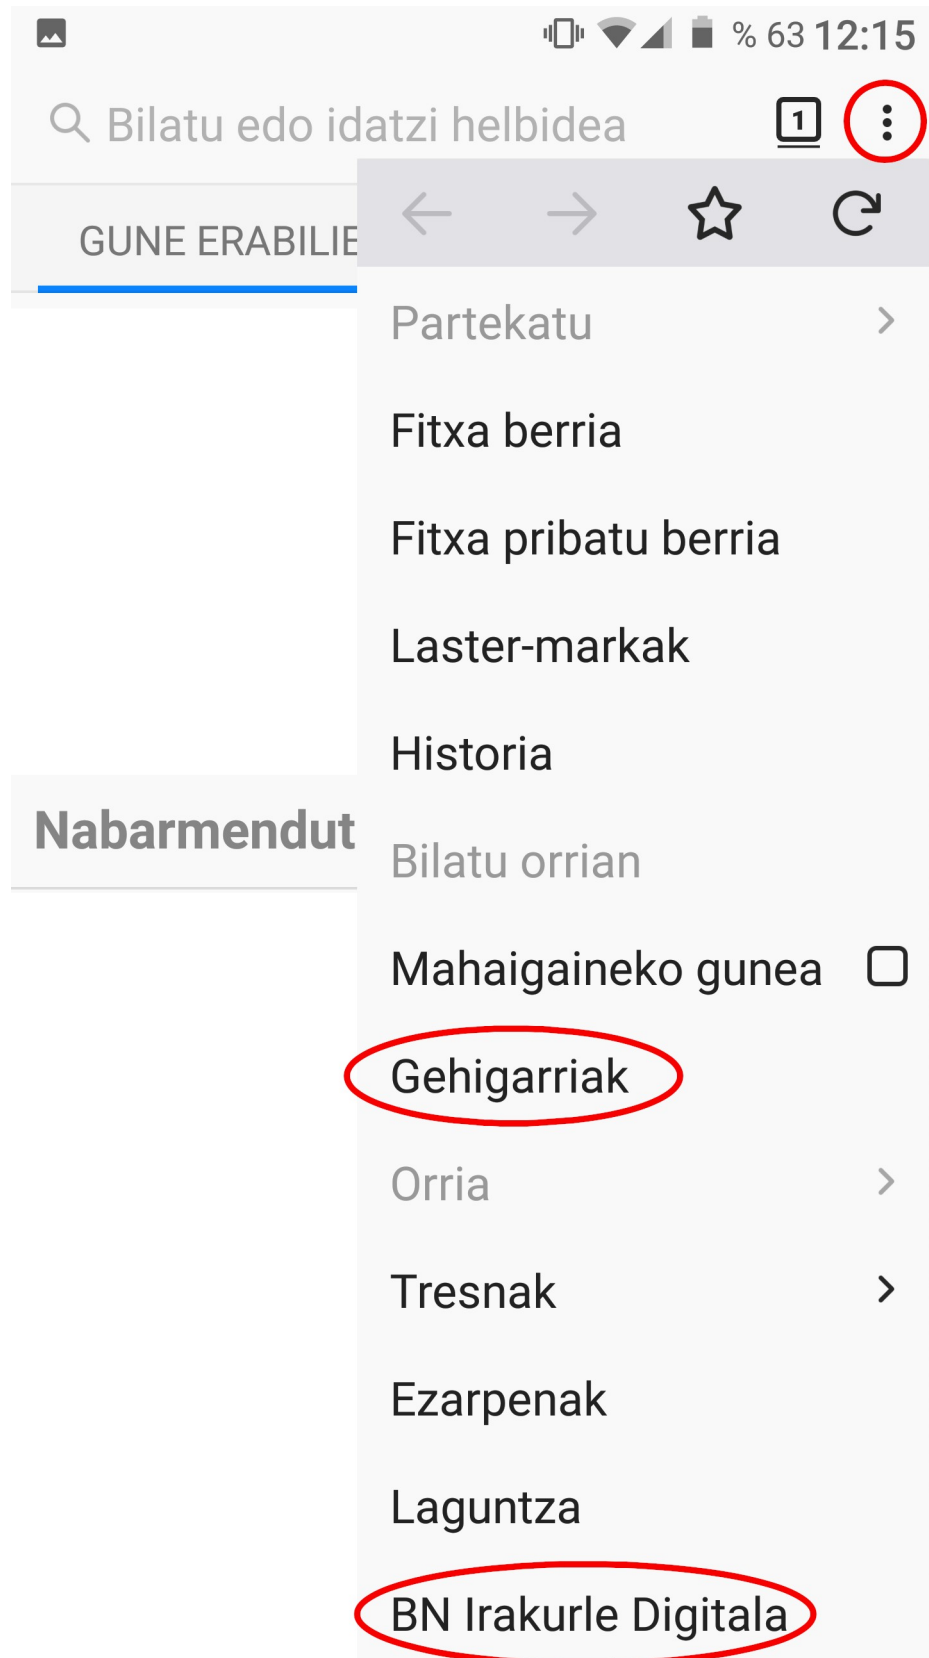 % 63 12:15
Bilatu edo idatzi helbidea 1
GUNE ERABILIE
Partekatu
Fitxa berria
Fitxa pribatu berria
Laster-markak
Historia
Nabarmendut
Bilatu orrian
Mahaigaineko gunea
Gehigarriak
Orria
Tresnak
Ezarpenak
Laguntza
BN Irakurle Digitala